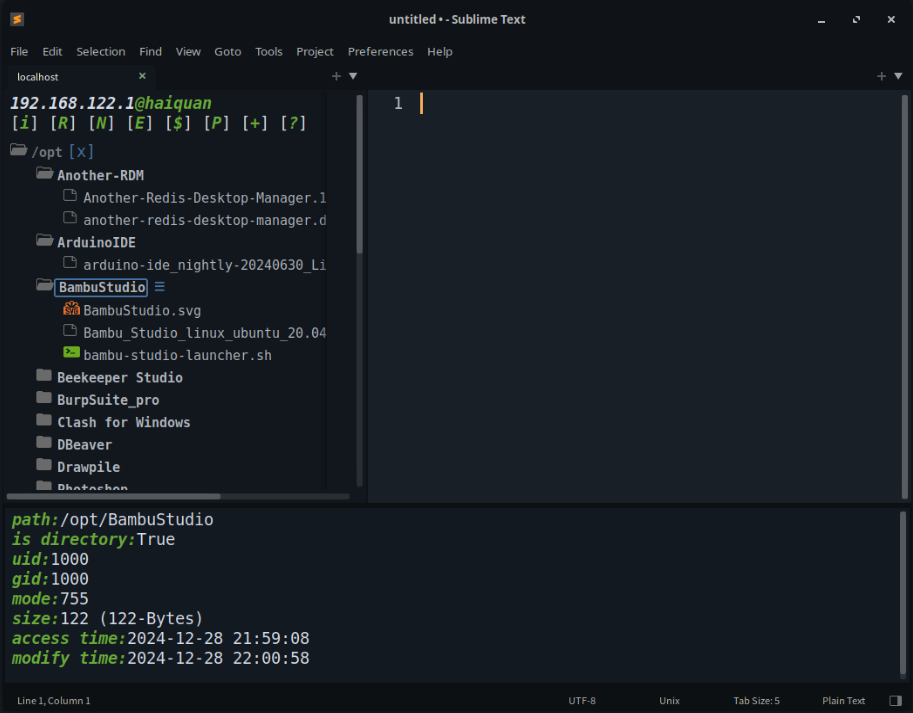 untitled • - Sublime Text
File Edit Selection Find View Goto Tools Project Preferences Help
localhost
192.168.122.1@haiquan
[i] [R] [N] [E] [$] [P] [+] [?]
/opt [X]
Another-RDM
Another-Redis-Desktop-Manager.1
another-redis-desktop-manager.d
ArduinoIDE
arduino-ide_nightly-20240630_Li
BambuStudio
BambuStudio.svg
Bambu_Studio_linux_ubuntu_20.04
bambu-studio-launcher.sh
Beekeeper Studio
BurpSuite_pro
Clash for Windows
DBeaver
Drawpile
Photoshop
1
path:/opt/BambuStudio
is directory:True
uid:1000
gid:1000
mode:755
size:122 (122-Bytes)
access time:2024-12-28 21:59:08
modify time:2024-12-28 22:00:58
Line 1, Column 1 UTF-8 Unix Tab Size: 5 Plain Text